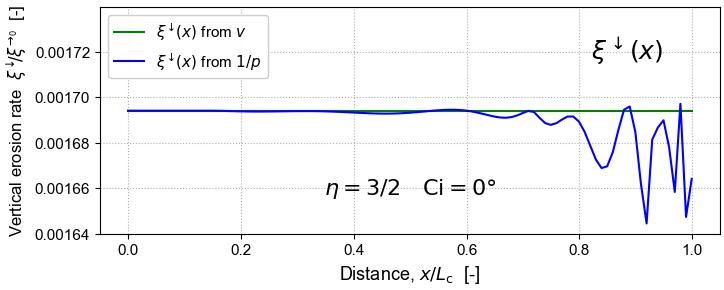 Vertical erosion rate ξ↓/ξ→₀ [-]
0.00172
0.00170
0.00168
0.00166
0.00164
ξ↓(x) from v
ξ↓(x) from 1/p
ξ↓(x)
η = 3/2 Ci = 0°
0.0 0.2 0.4 0.6 0.8 1.0
Distance, x/Lc [-]